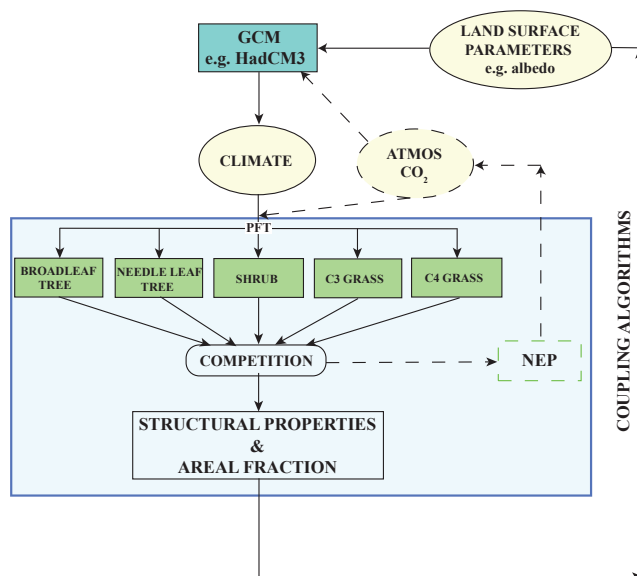 GCM
e.g. HadCM3
LAND SURFACE
PARAMETERS
e.g. albedo
CLIMATE
ATMOS
CO₂
PFT
BROADLEAF
TREE
NEEDLE LEAF
TREE
SHRUB
C3 GRASS
C4 GRASS
COMPETITION
NEP
STRUCTURAL PROPERTIES
&
AREAL FRACTION
COUPLING ALGORITHMS